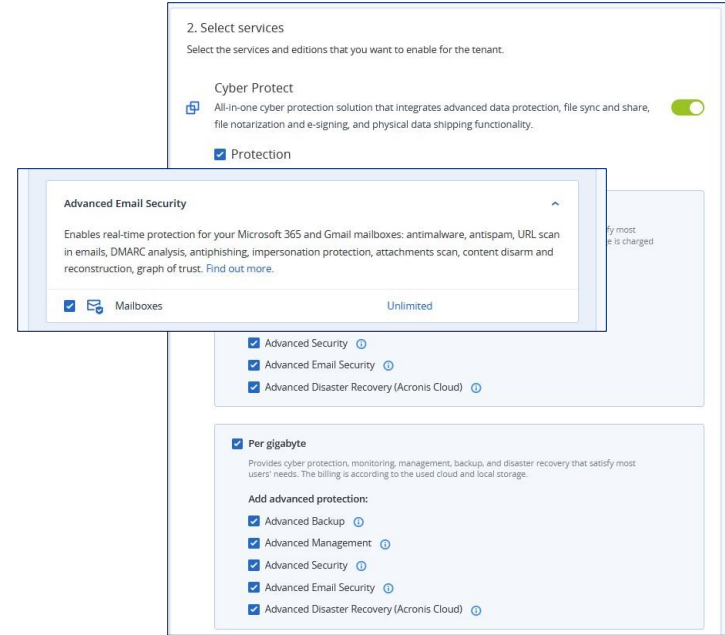 2. Select services
Select the services and editions that you want to enable for the tenant.
Cyber Protect
All-in-one cyber protection solution that integrates advanced data protection, file sync and share,
file notarization and e-signing, and physical data shipping functionality.
Protection
Advanced Email Security
Enables real-time protection for your Microsoft 365 and Gmail mailboxes: antimalware, antispam, URL scan
in emails, DMARC analysis, antiphishing, impersonation protection, attachments scan, content disarm and
reconstruction, graph of trust. Find out more.
Mailboxes Unlimited
most
is charged
Advanced Security
Advanced Email Security
Advanced Disaster Recovery (Acronis Cloud)
Per gigabyte
Provides cyber protection, monitoring, management, backup, and disaster recovery that satisfy most
users' needs. The billing is according to the used cloud and local storage.
Add advanced protection:
Advanced Backup
Advanced Management
Advanced Security
Advanced Email Security
Advanced Disaster Recovery (Acronis Cloud)